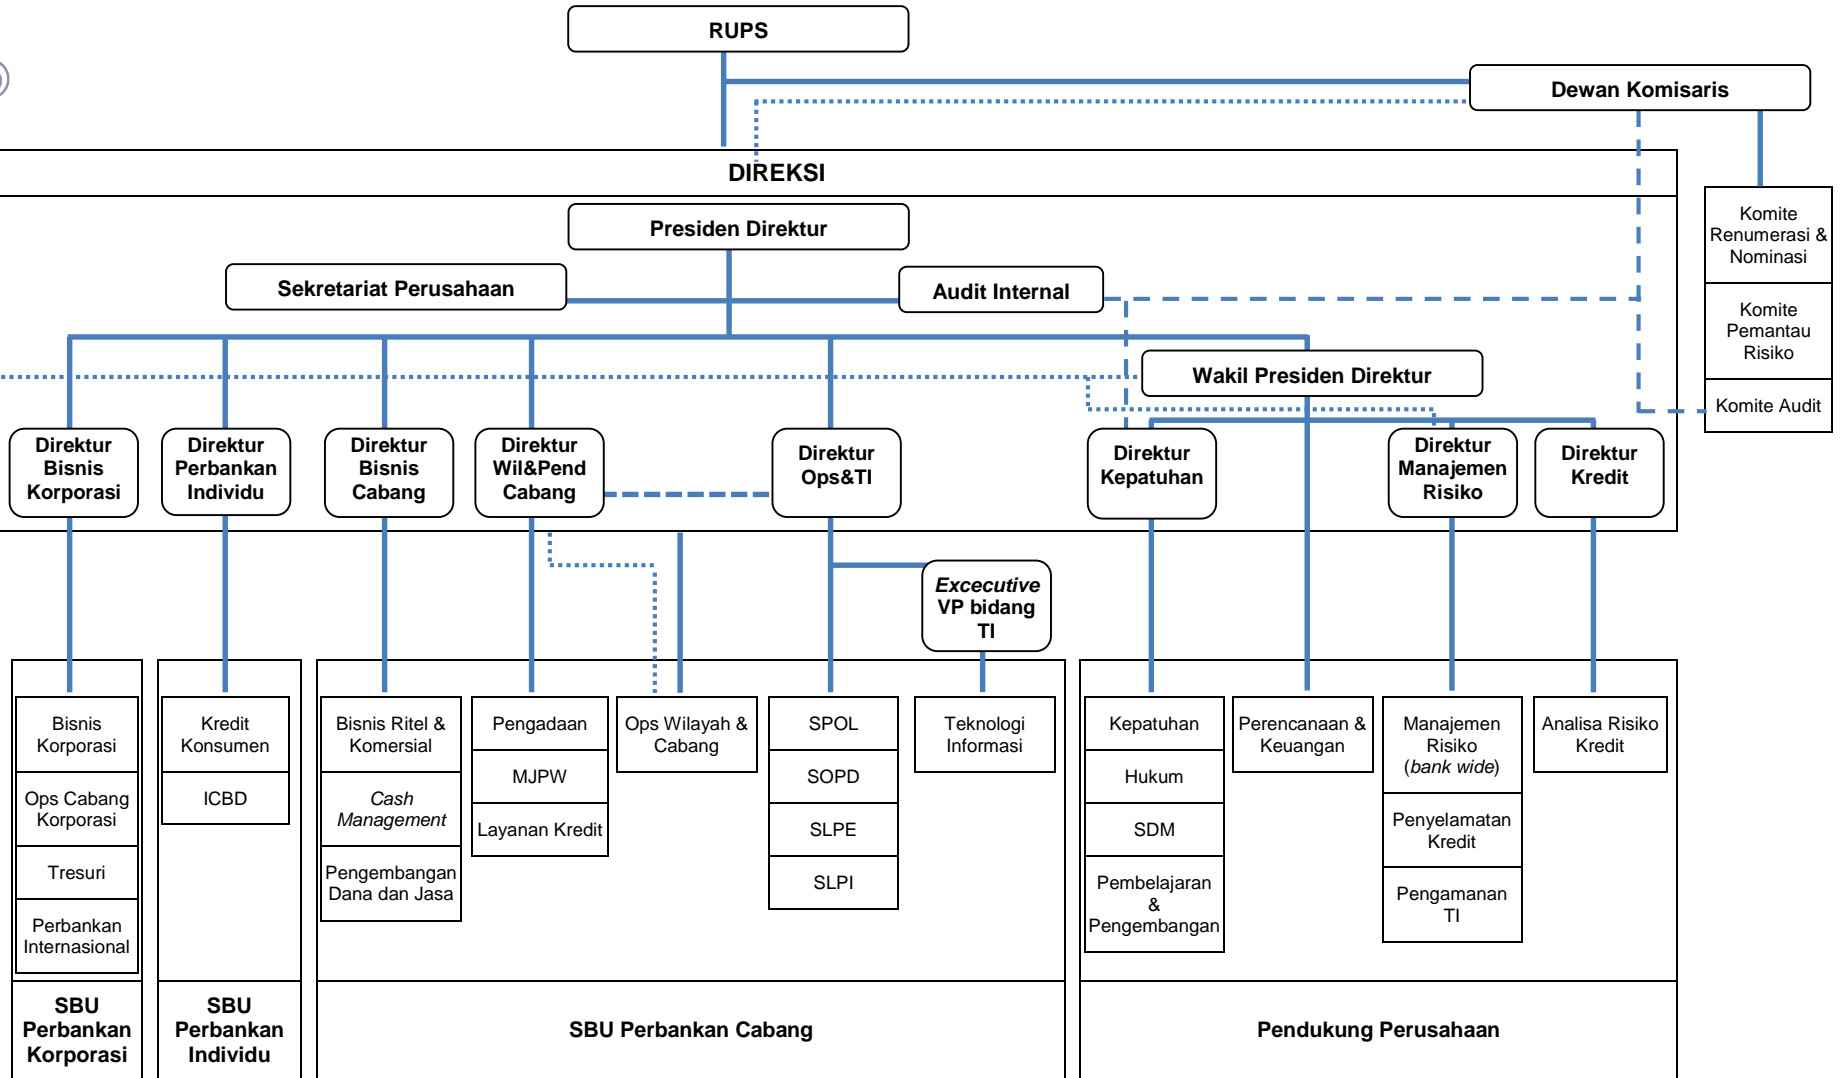 RUPS
Dewan Komisaris
DIREKSI
Presiden Direktur
Sekretariat Perusahaan
Audit Internal
Komite
Renumerasi &
Nominasi
Komite
Pemantau
Risiko
Komite Audit
Wakil Presiden Direktur
Direktur
Bisnis
Korporasi
Direktur
Perbankan
Individu
Direktur
Bisnis
Cabang
Direktur
Wil&Pend
Cabang
Direktur
Ops&TI
Direktur
Kepatuhan
Direktur
Manajemen
Risiko
Direktur
Kredit
Excecutive
VP bidang
TI
Bisnis
Korporasi
Ops Cabang
Korporasi
Tresuri
Perbankan
Internasional
Kredit
Konsumen
ICBD
Bisnis Ritel &
Komersial
Cash
Management
Pengembangan
Dana dan Jasa
Pengadaan
MJPW
Layanan Kredit
Ops Wilayah &
Cabang
SPOL
SOPD
SLPE
SLPI
Teknologi
Informasi
Kepatuhan
Hukum
SDM
Pembelajaran
&
Pengembangan
Perencanaan &
Keuangan
Manajemen
Risiko
(bank wide)
Penyelamatan
Kredit
Pengamanan
TI
Analisa Risiko
Kredit
SBU
Perbankan
Korporasi
SBU
Perbankan
Individu
SBU Perbankan Cabang
Pendukung Perusahaan